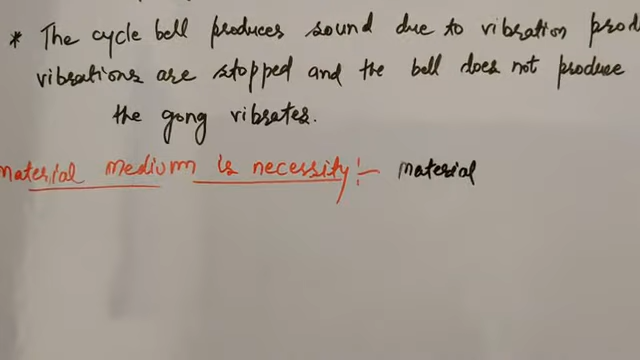 * The cycle bell produces sound due to vibration prod
vibrations are stopped and the bell does not produce
the gong vibrates.
material medium is necessity :- material